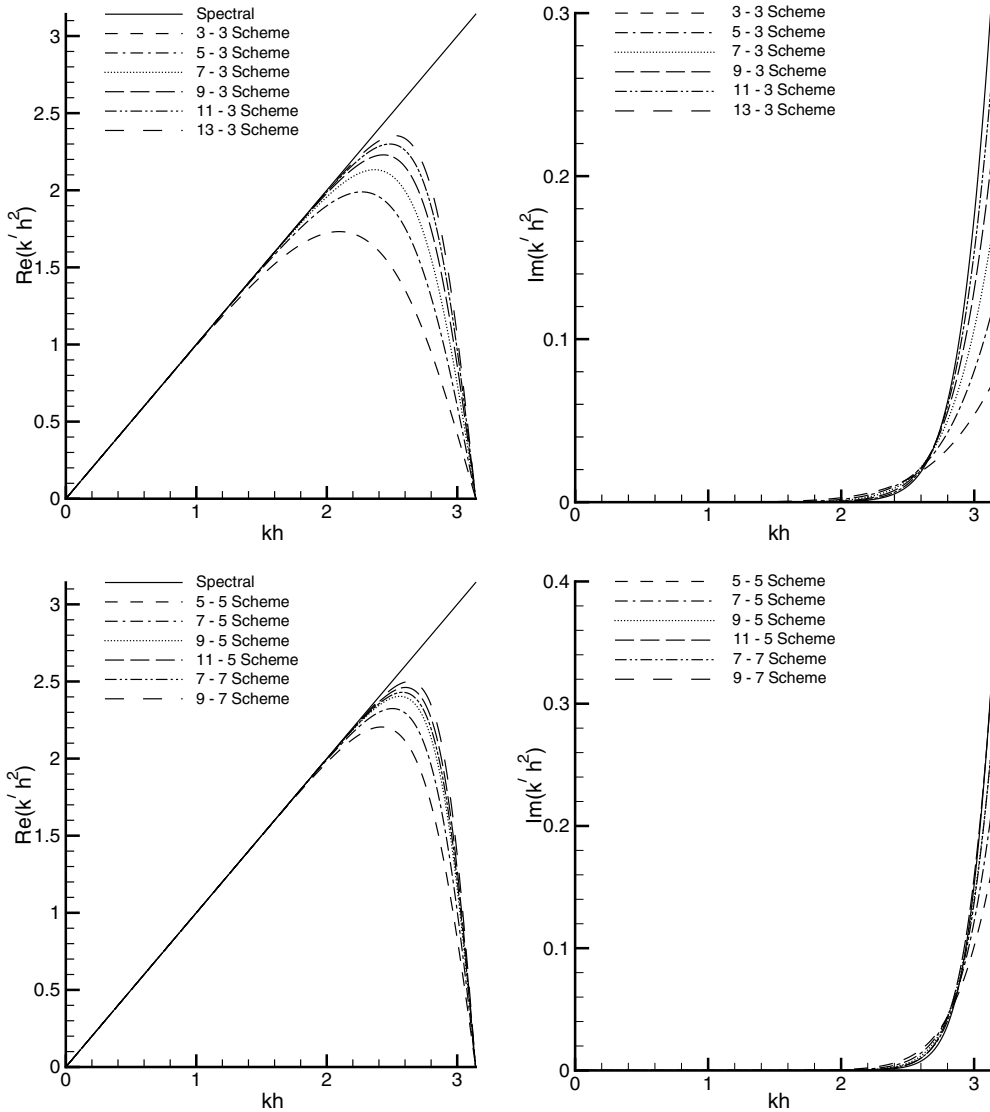 Spectral
3 - 3 Scheme
5 - 3 Scheme
7 - 3 Scheme
9 - 3 Scheme
11 - 3 Scheme
13 - 3 Scheme
Re(k′ h²)
3
2.5
2
1.5
1
0.5
0
0 1 2 3
kh
3 - 3 Scheme
5 - 3 Scheme
7 - 3 Scheme
9 - 3 Scheme
11 - 3 Scheme
13 - 3 Scheme
Im(k′ h²)
0.3
0.2
0.1
0
0 1 2 3
kh
Spectral
5 - 5 Scheme
7 - 5 Scheme
9 - 5 Scheme
11 - 5 Scheme
7 - 7 Scheme
9 - 7 Scheme
Re(k′ h²)
3
2.5
2
1.5
1
0.5
0
0 1 2 3
kh
5 - 5 Scheme
7 - 5 Scheme
9 - 5 Scheme
11 - 5 Scheme
7 - 7 Scheme
9 - 7 Scheme
Im(k′ h²)
0.4
0.3
0.2
0.1
0
0 1 2 3
kh